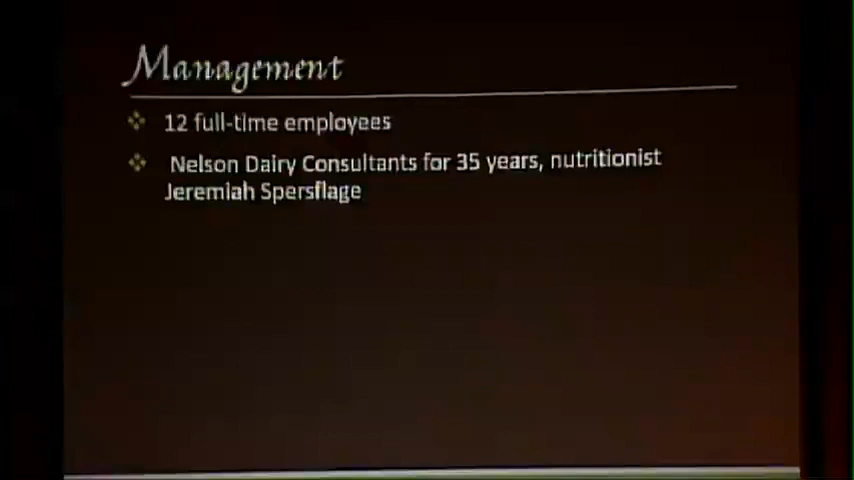 Management
12 full-time employees
Nelson Dairy Consultants for 35 years, nutritionist
Jeremiah Spersflage